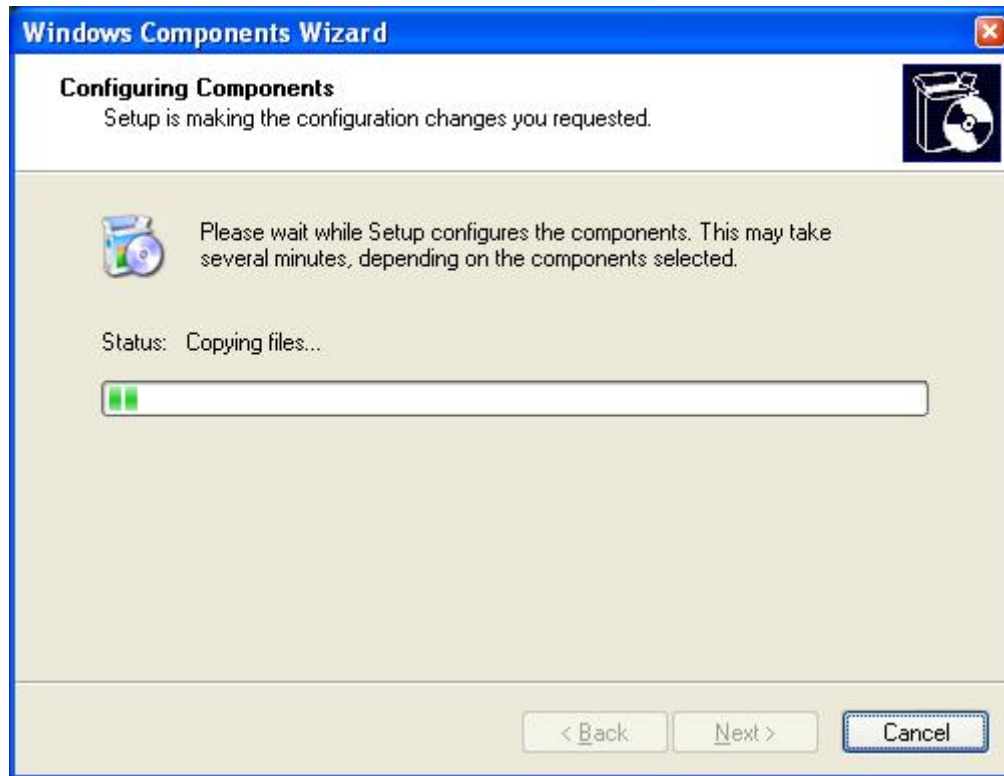 Windows Components Wizard
Configuring Components
Setup is making the configuration changes you requested.
Please wait while Setup configures the components. This may take
several minutes, depending on the components selected.
Status: Copying files...
< Back Next > Cancel